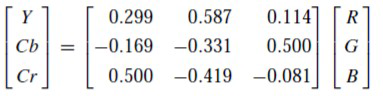 Y 0.299 0.587 0.114 R
Cb = -0.169 -0.331 0.500 G
Cr 0.500 -0.419 -0.081 B